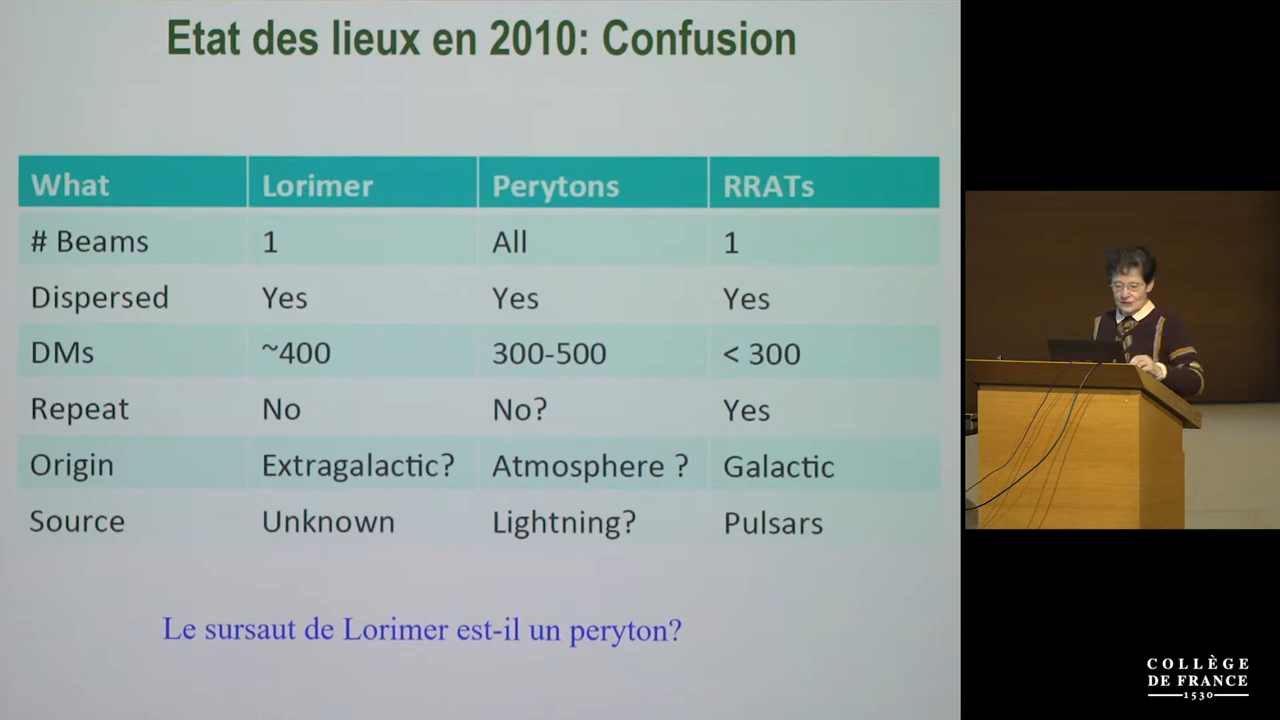 Etat des lieux en 2010: Confusion
What Lorimer Perytons RRATs
# Beams 1 All 1
Dispersed Yes Yes Yes
DMs ~400 300-500 < 300
Repeat No No? Yes
Origin Extragalactic? Atmosphere ? Galactic
Source Unknown Lightning? Pulsars
Le sursaut de Lorimer est-il un peryton?
COLLÈGE
DE FRANCE
1530